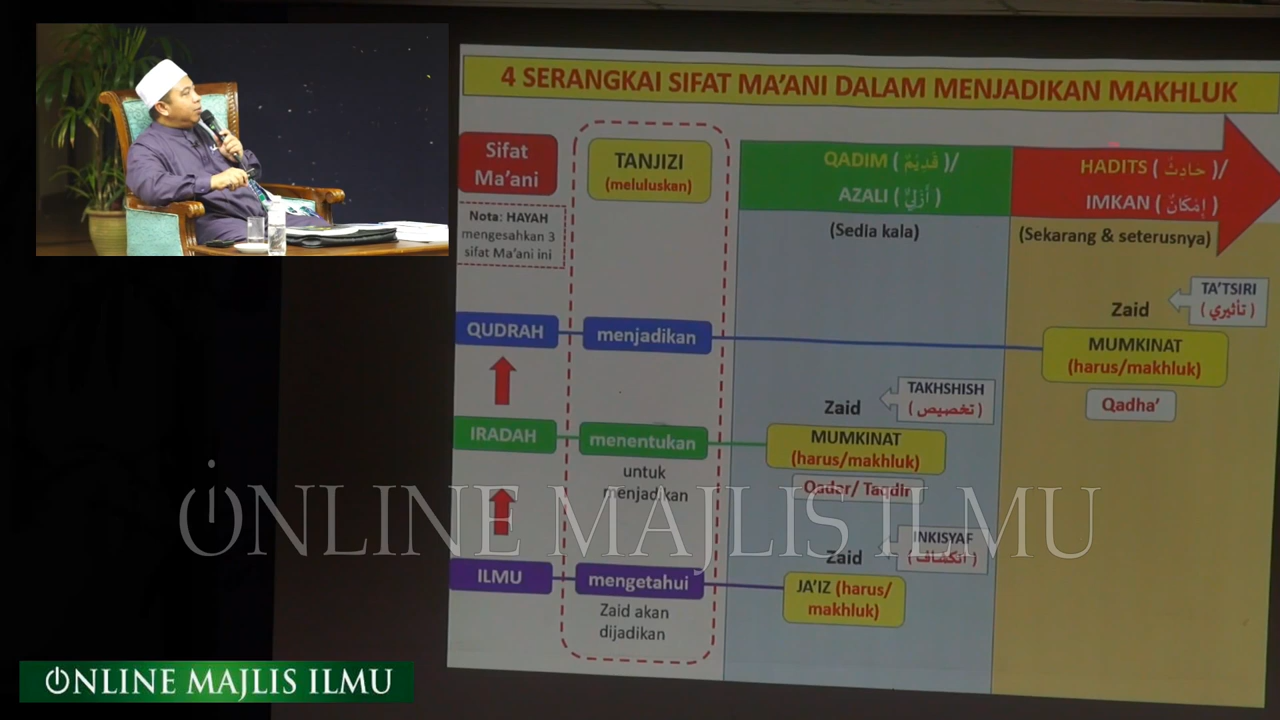 4 SERANGKAI SIFAT MA'ANI DALAM MENJADIKAN MAKHLUK
Sifat
Ma'ani
TANJIZI
(meluluskan)
QADIM ( قَدِيْمٌ )/
AZALI ( أَزَلِيٌّ )
(Sedia kala)
HADITS ( حَادِثٌ )/
IMKAN ( إِمْكَانٌ )
(Sekarang & seterusnya)
Nota: HAYAH
mengesahkan 3
sifat Ma'ani ini
TA'TSIRI
( تأثيري )
Zaid
QUDRAH
menjadikan
MUMKINAT
(harus/makhluk)
Qadha'
TAKHSHISH
( تخصيص )
Zaid
IRADAH
menentukan
untuk
menjadikan
MUMKINAT
(harus/makhluk)
Qadar/ Taqdir
INKISYAF
( انكشاف )
Zaid
ILMU
mengetahui
Zaid akan
dijadikan
JA'IZ (harus/
makhluk)
ONLINE MAJLIS ILMU
ONLINE MAJLIS ILMU